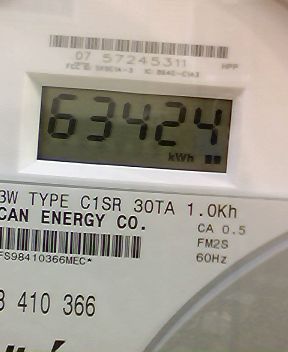 07 57245311
HPP
63424
kWh
3W TYPE C1SR 30TA 1.0Kh
CAN ENERGY CO.
CA 0.5
FM2S
60Hz
FS98410366MEC*
410 366